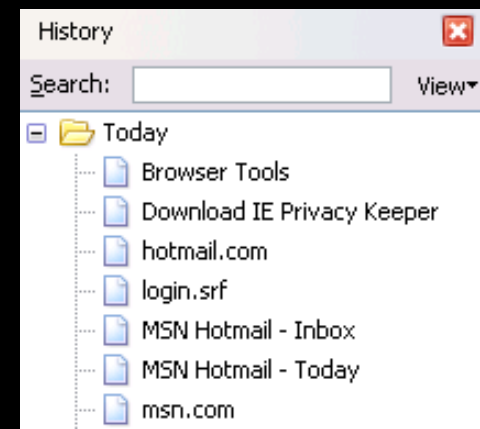 History
Search: View
Today
Browser Tools
Download IE Privacy Keeper
hotmail.com
login.srf
MSN Hotmail - Inbox
MSN Hotmail - Today
msn.com